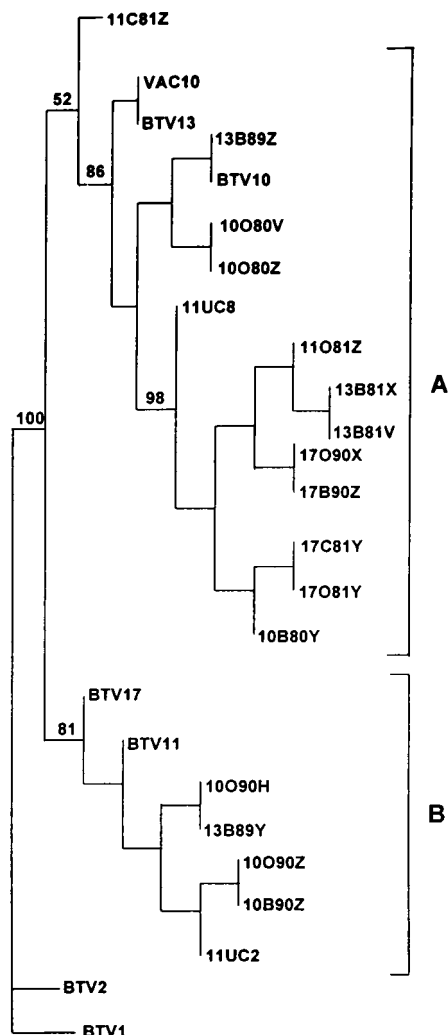 11C81Z
VAC10
52
BTV13
13B89Z
86
BTV10
10O80V
10O80Z
11UC8
11O81Z
A
13B81X
98
100
13B81V
17O90X
17B90Z
17C81Y
17O81Y
10B80Y
BTV17
81
BTV11
10O90H
13B89Y
B
10O90Z
10B90Z
11UC2
BTV2
BTV1